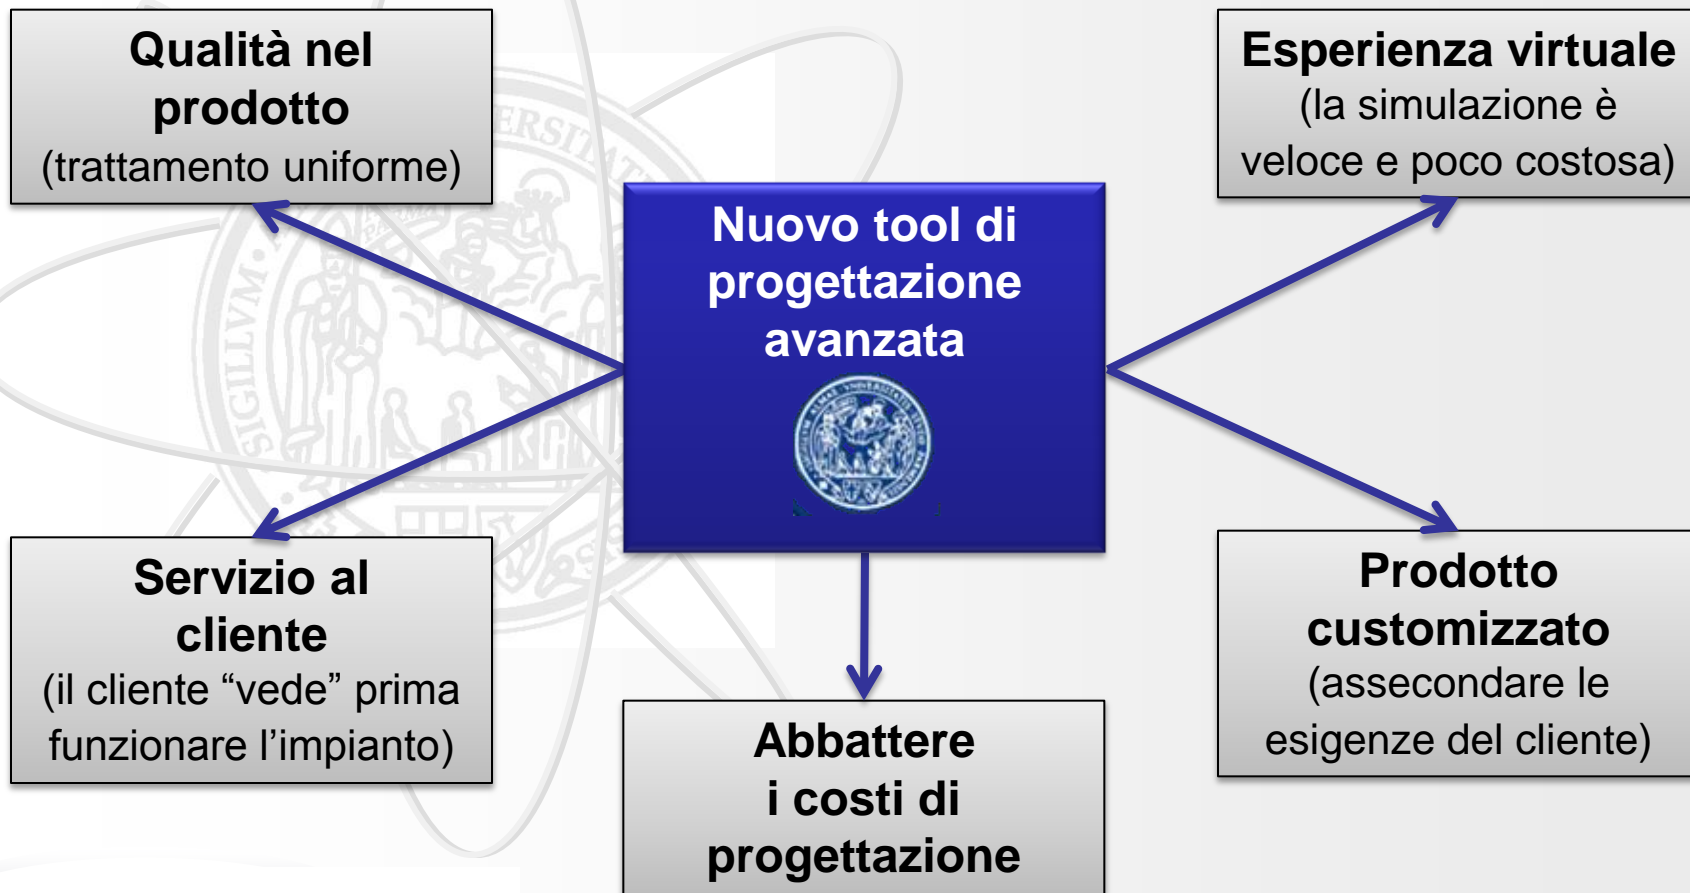 Qualità nel
prodotto
(trattamento uniforme)
Esperienza virtuale
(la simulazione è
veloce e poco costosa)
Nuovo tool di
progettazione
avanzata
Servizio al
cliente
(il cliente “vede” prima
funzionare l’impianto)
Abbattere
i costi di
progettazione
Prodotto
customizzato
(assecondare le
esigenze del cliente)
SIGILLVM